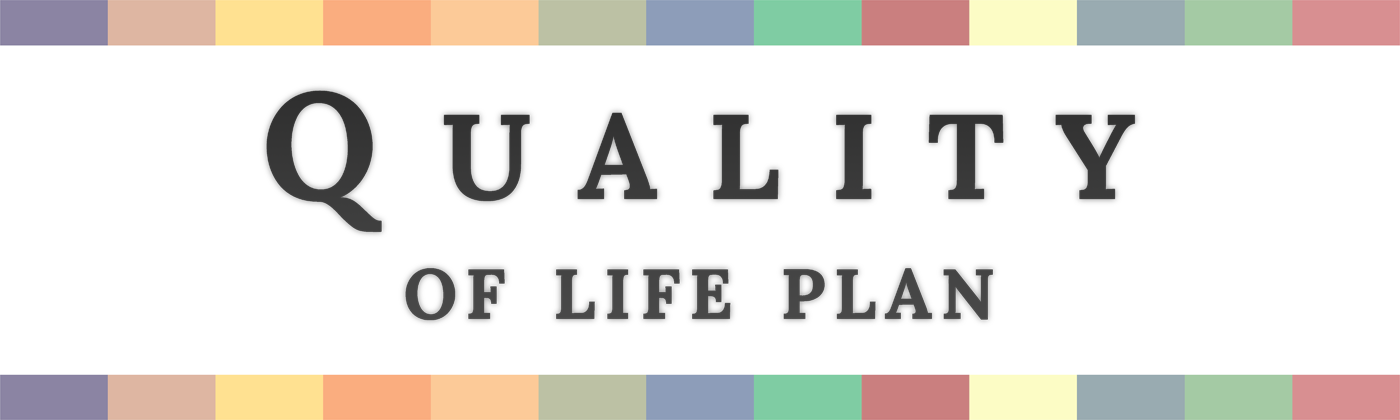 QUALITY
OF LIFE PLAN